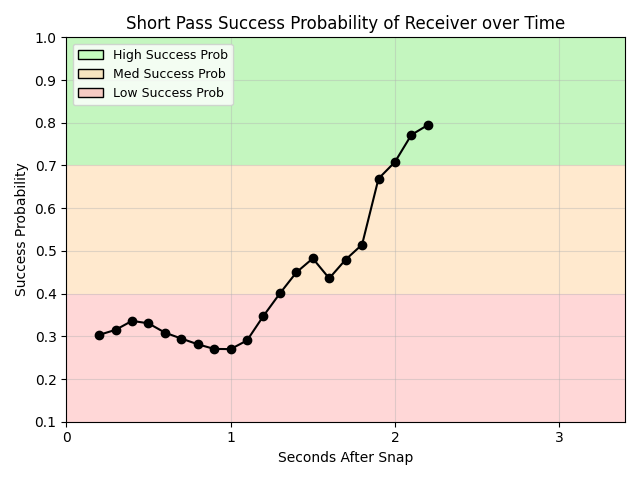 Short Pass Success Probability of Receiver over Time
1.0
0.9
0.8
0.7
0.6
0.5
0.4
0.3
0.2
0.1
Success Probability
High Success Prob
Med Success Prob
Low Success Prob
0 1 2 3
Seconds After Snap